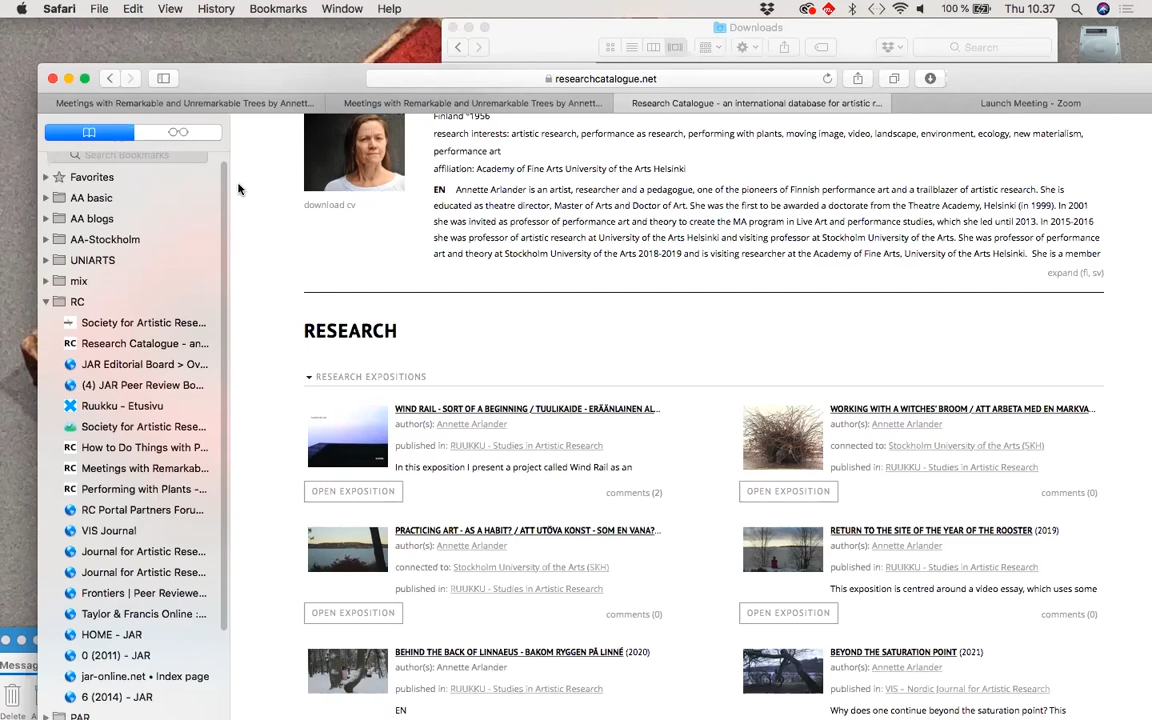 Safari File Edit View History Bookmarks Window Help 100 % Thu 10.37
Downloads
Search
researchcatalogue.net
Meetings with Remarkable and Unremarkable Trees by Annett...
Meetings with Remarkable and Unremarkable Trees by Annett...
Research Catalogue - an international database for artistic r...
Launch Meeting - Zoom
Search Bookmarks
Favorites
AA basic
AA blogs
AA-Stockholm
UNIARTS
mix
RC
Society for Artistic Rese...
RC Research Catalogue - an...
JAR Editorial Board > Ov...
(4) JAR Peer Review Bo...
Ruukku - Etusivu
Society for Artistic Rese...
RC How to Do Things with P...
RC Meetings with Remarkab...
RC Performing with Plants -...
RC Portal Partners Foru...
VIS Journal
Journal for Artistic Rese...
Journal for Artistic Rese...
Frontiers | Peer Reviewe...
Taylor & Francis Online :...
HOME - JAR
0 (2011) - JAR
jar-online.net • Index page
6 (2014) - JAR
PAR
Messag
Delete
Finland °1956
research interests: artistic research, performance as research, performing with plants, moving image, video, landscape, environment, ecology, new materialism,
performance art
affiliation: Academy of Fine Arts University of the Arts Helsinki
download cv
EN Annette Arlander is an artist, researcher and a pedagogue, one of the pioneers of Finnish performance art and a trailblazer of artistic research. She is
educated as theatre director, Master of Arts and Doctor of Art. She was the first to be awarded a doctorate from the Theatre Academy, Helsinki (in 1999). In 2001
she was invited as professor of performance art and theory to create the MA program in Live Art and performance studies, which she led until 2013. In 2015-2016
she was professor of artistic research at University of the Arts Helsinki and visiting professor at Stockholm University of the Arts. She was professor of performance
art and theory at Stockholm University of the Arts 2018-2019 and is visiting researcher at the Academy of Fine Arts, University of the Arts Helsinki. She is a member
expand (fi, sv)
RESEARCH
RESEARCH EXPOSITIONS
WIND RAIL - SORT OF A BEGINNING / TUULIKAIDE - ERÄÄNLAINEN AL...
author(s): Annette Arlander
published in: RUUKKU - Studies in Artistic Research
In this exposition I present a project called Wind Rail as an
OPEN EXPOSITION
comments (2)
WORKING WITH A WITCHES' BROOM / ATT ARBETA MED EN MARKVA...
author(s): Annette Arlander
connected to: Stockholm University of the Arts (SKH)
published in: RUUKKU - Studies in Artistic Research
OPEN EXPOSITION
comments (0)
PRACTICING ART - AS A HABIT? / ATT UTÖVA KONST - SOM EN VANA?...
author(s): Annette Arlander
connected to: Stockholm University of the Arts (SKH)
published in: RUUKKU - Studies in Artistic Research
OPEN EXPOSITION
comments (0)
RETURN TO THE SITE OF THE YEAR OF THE ROOSTER (2019)
author(s): Annette Arlander
published in: RUUKKU - Studies in Artistic Research
This exposition is centred around a video essay, which uses some
OPEN EXPOSITION
comments (0)
BEHIND THE BACK OF LINNAEUS - BAKOM RYGGEN PÅ LINNÉ (2020)
author(s): Annette Arlander
published in: RUUKKU - Studies in Artistic Research
EN
BEYOND THE SATURATION POINT (2021)
author(s): Annette Arlander
published in: VIS – Nordic Journal for Artistic Research
Why does one continue beyond the saturation point? This